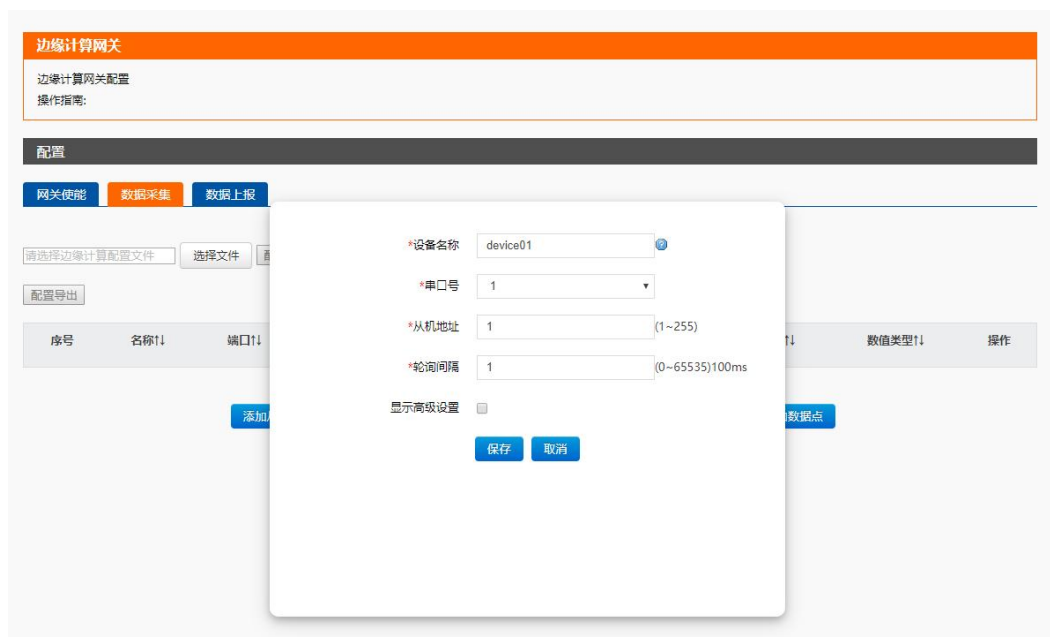 边缘计算网关
边缘计算网关配置
操作指南:
配置
网关使能 数据采集 数据上报
*设备名称 device01
请选择边缘计算配置文件 选择文件
*串口号 1
配置导出
*从机地址 1 (1~255)
序号 名称↑↓ 端口↑↓ 数值类型↑↓ 操作
*轮询间隔 1 (0~65535)100ms
显示高级设置
添加 数据点
保存 取消